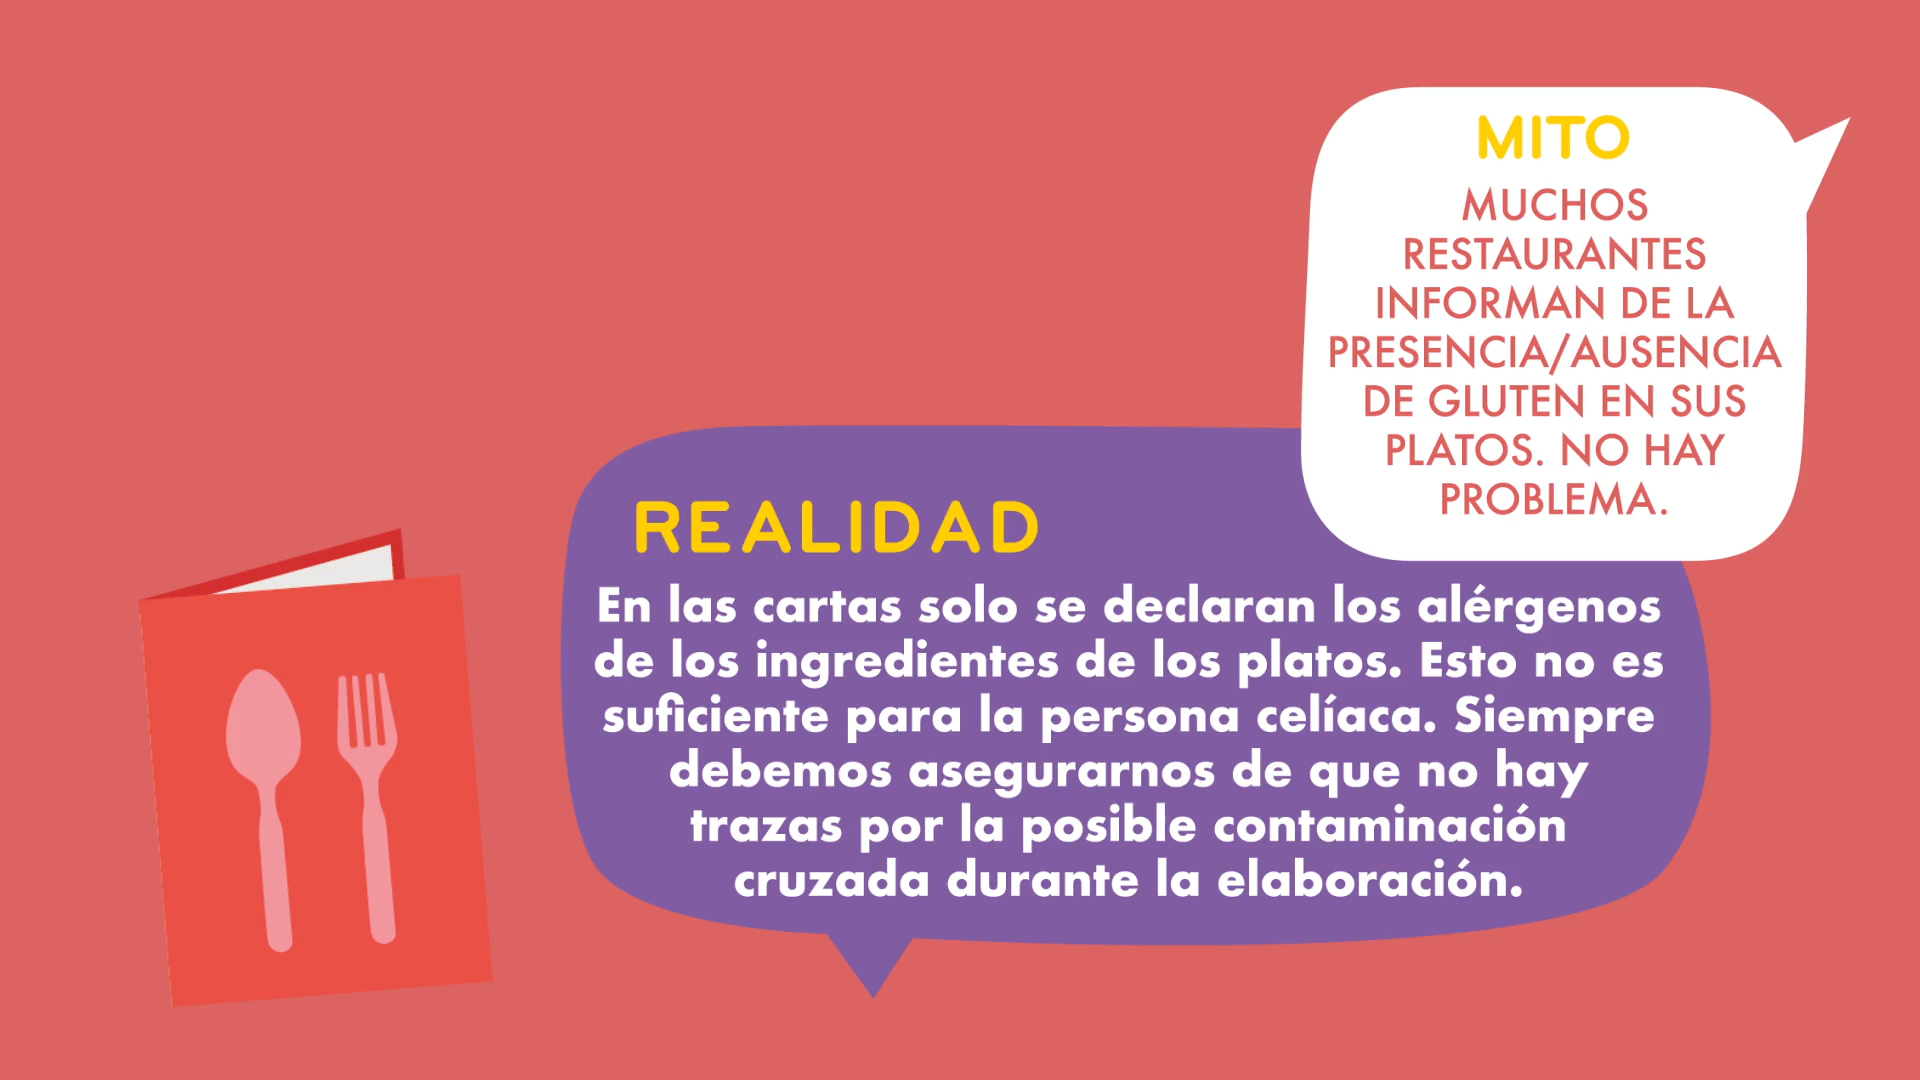 MITO
MUCHOS
RESTAURANTES
INFORMAN DE LA
PRESENCIA/AUSENCIA
DE GLUTEN EN SUS
PLATOS. NO HAY
PROBLEMA.
REALIDAD
En las cartas solo se declaran los alérgenos
de los ingredientes de los platos. Esto no es
suficiente para la persona celíaca. Siempre
debemos asegurarnos de que no hay
trazas por la posible contaminación
cruzada durante la elaboración.